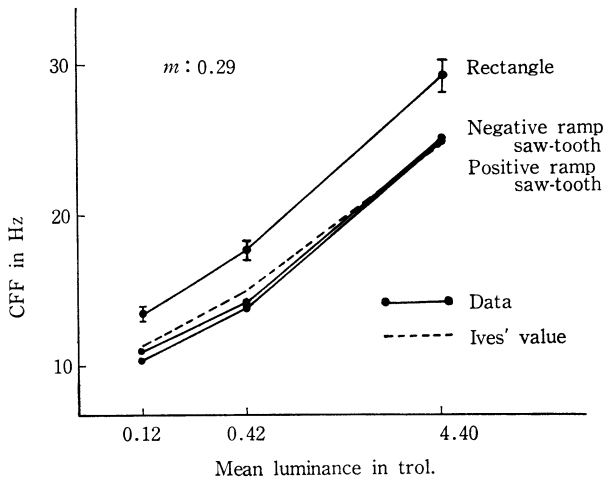 30
m : 0.29
Rectangle
Negative ramp
saw-tooth
Positive ramp
saw-tooth
20
CFF in Hz
Data
Ives' value
10
0.12
0.42
4.40
Mean luminance in trol.